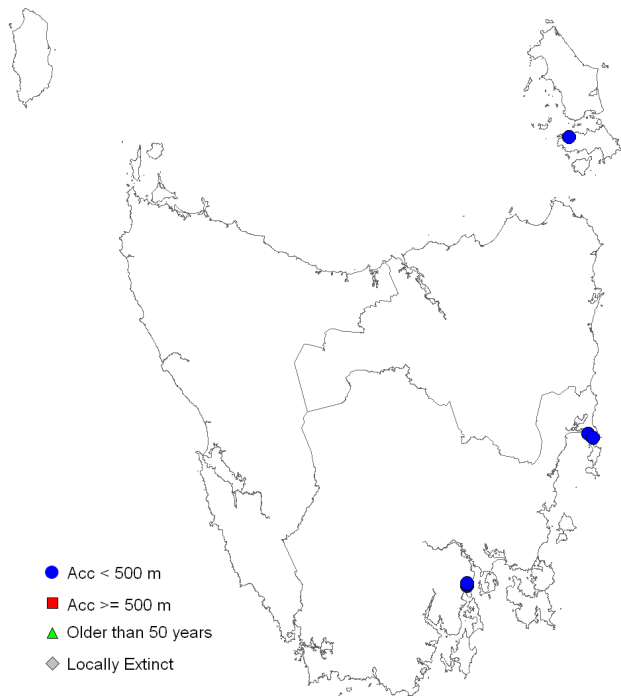 Acc < 500 m
Acc >= 500 m
Older than 50 years
Locally Extinct